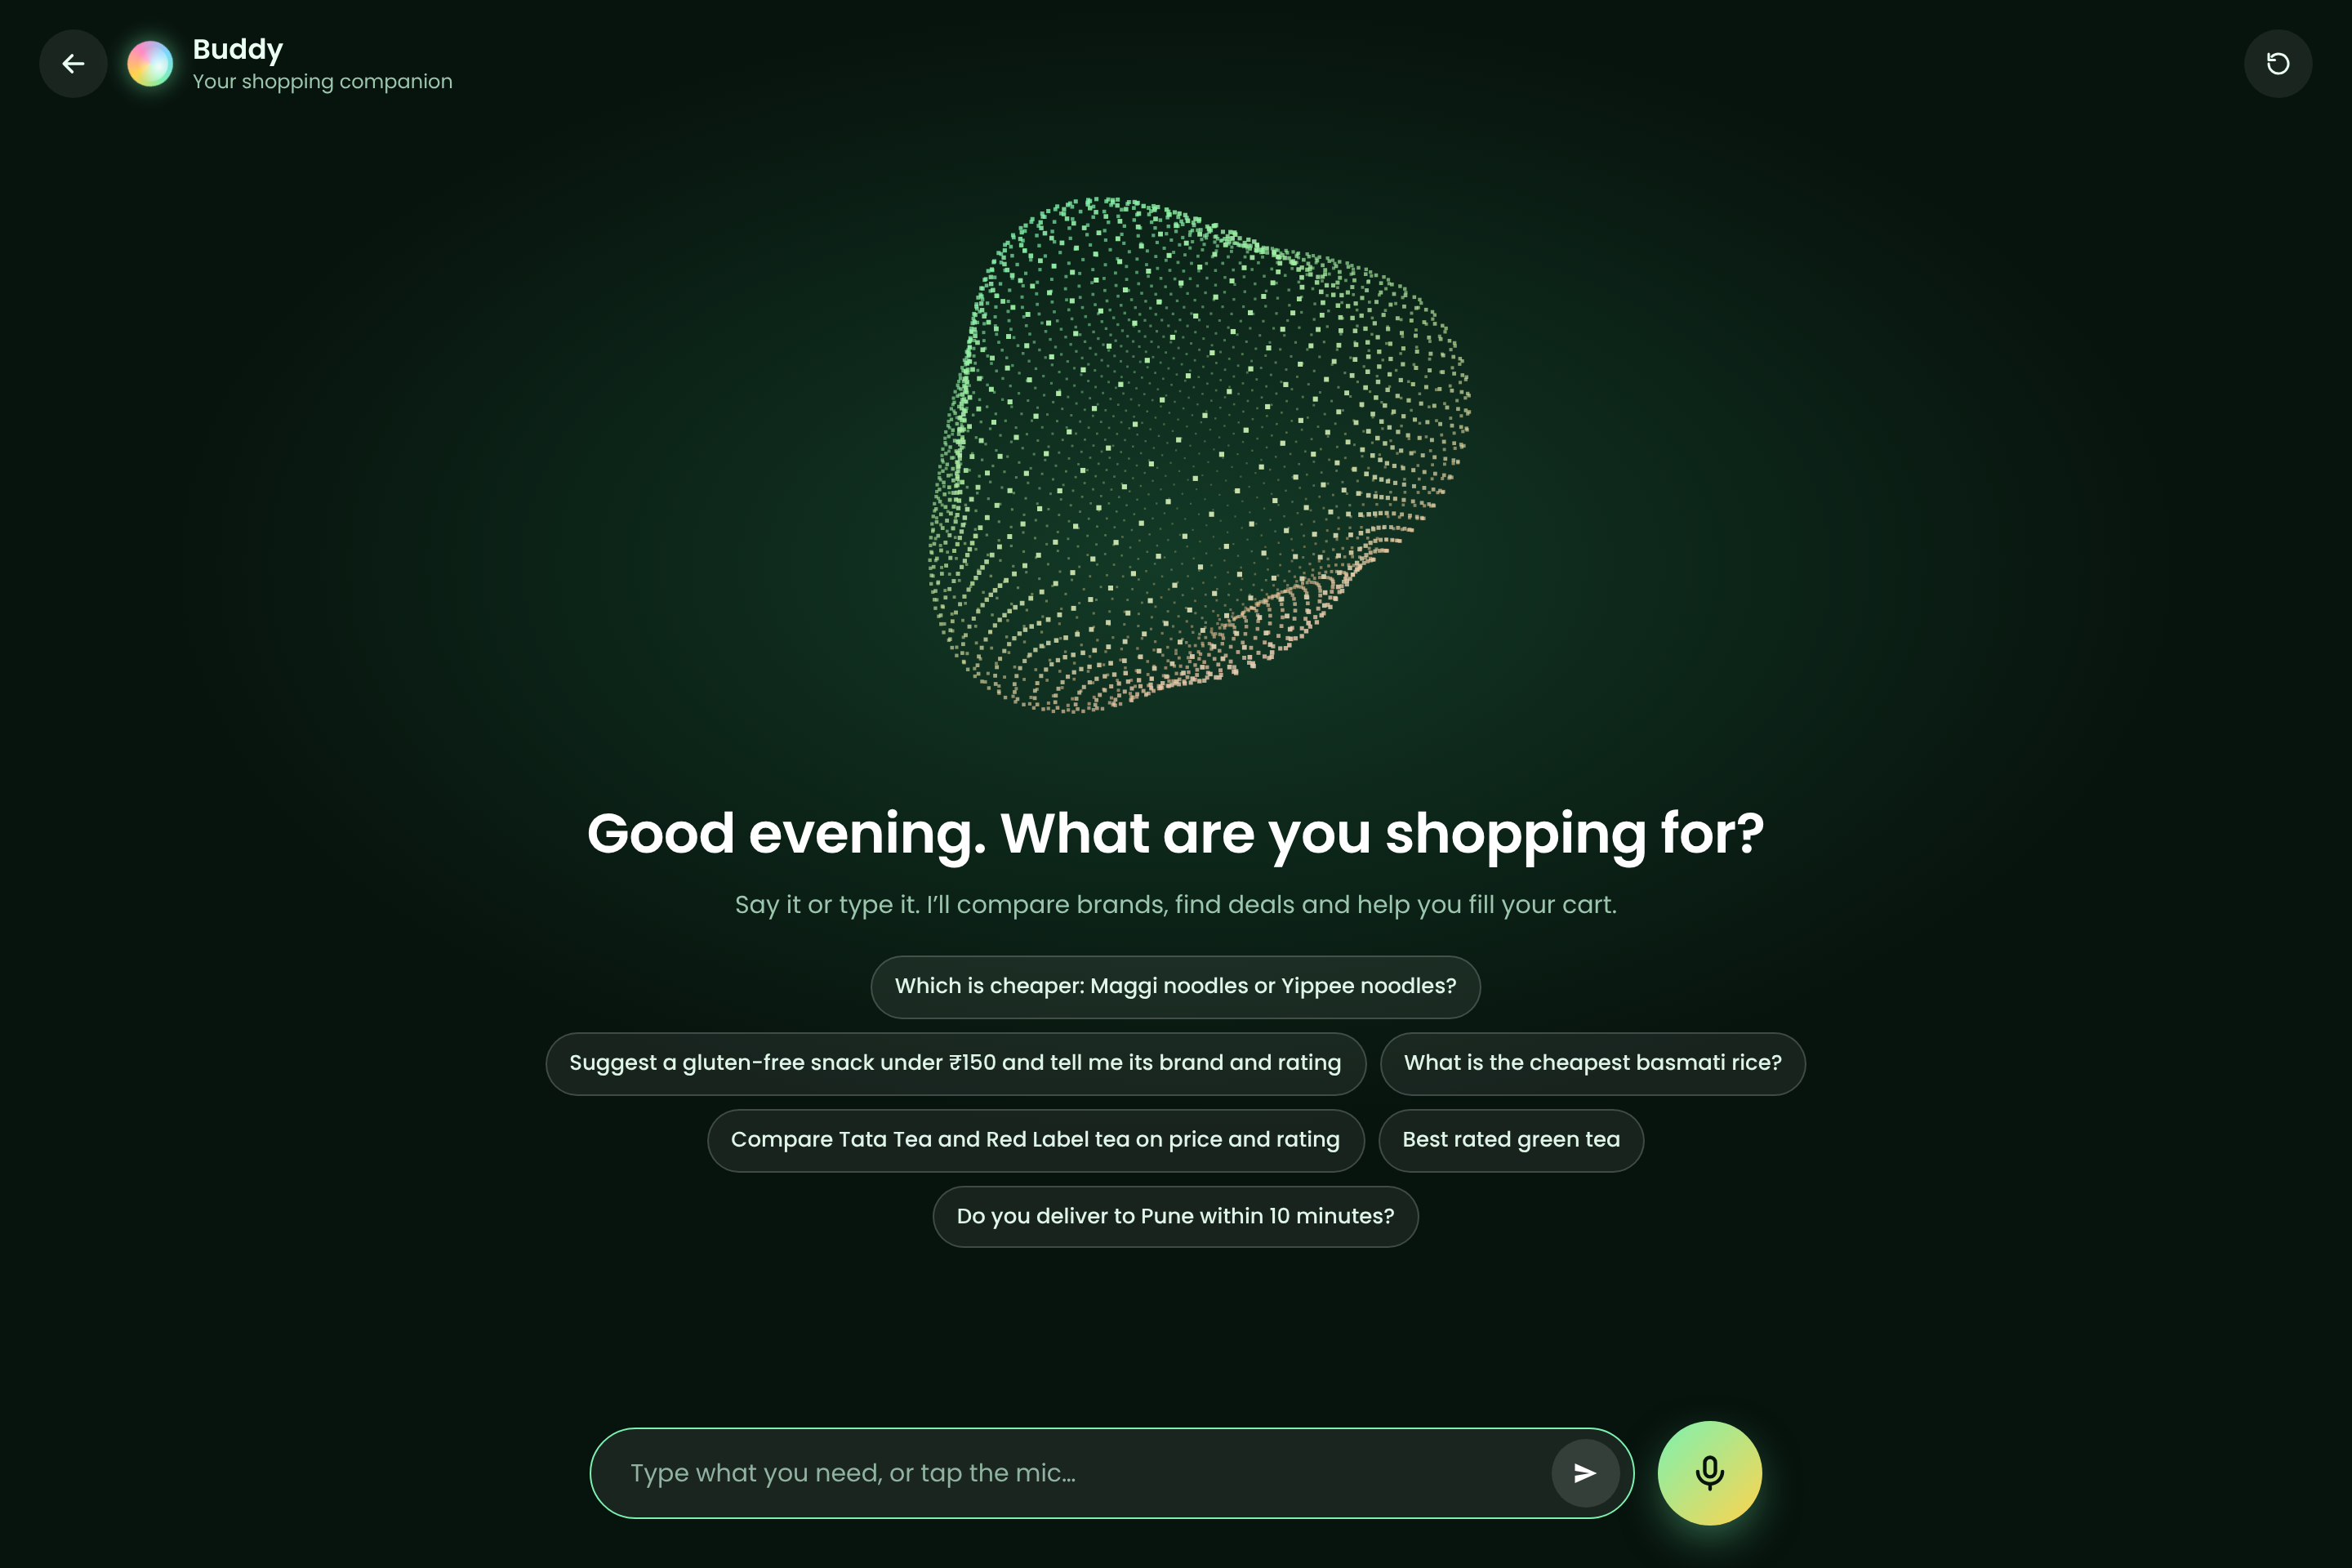 Buddy
Your shopping companion
Good evening. What are you shopping for?
Say it or type it. I’ll compare brands, find deals and help you fill your cart.
Which is cheaper: Maggi noodles or Yippee noodles?
Suggest a gluten-free snack under ₹150 and tell me its brand and rating
What is the cheapest basmati rice?
Compare Tata Tea and Red Label tea on price and rating
Best rated green tea
Do you deliver to Pune within 10 minutes?
Type what you need, or tap the mic...